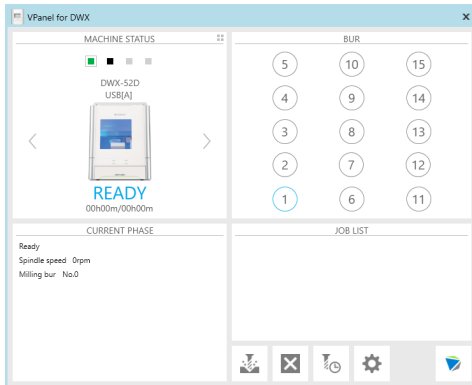 VPanel for DWX
MACHINE STATUS
DWX-52D
USB[A]
READY
00h00m/00h00m
BUR
5 10 15
4 9 14
3 8 13
2 7 12
1 6 11
CURRENT PHASE
Ready
Spindle speed 0rpm
Milling bur No.0
JOB LIST